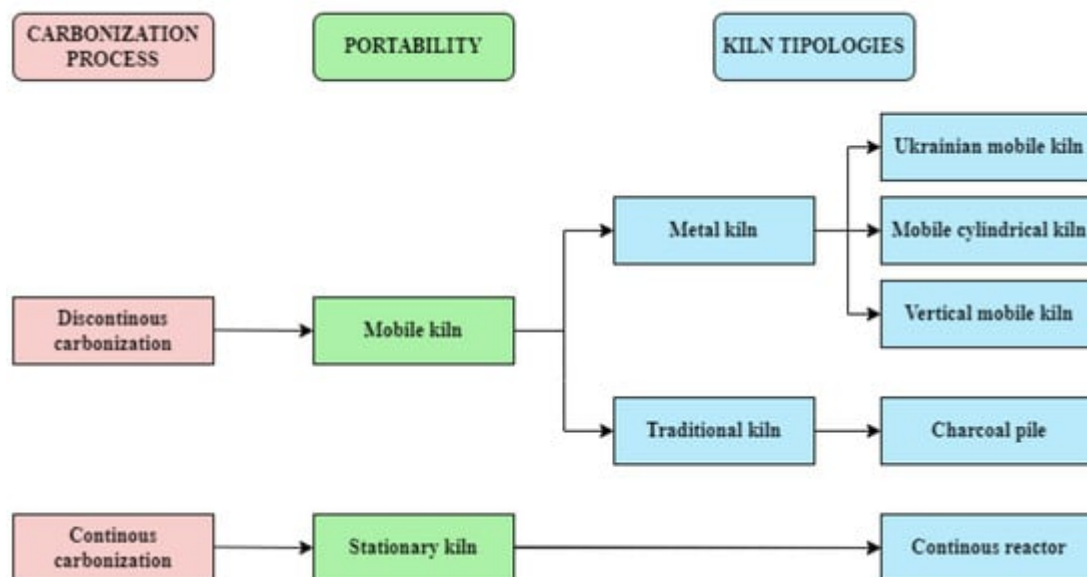 CARBONIZATION
PROCESS
PORTABILITY
KILN TIPOLOGIES
Ukrainian mobile kiln
Metal kiln
Mobile cylindrical kiln
Discontinous
carbonization
Mobile kiln
Vertical mobile kiln
Traditional kiln
Charcoal pile
Continous
carbonization
Stationary kiln
Continous reactor